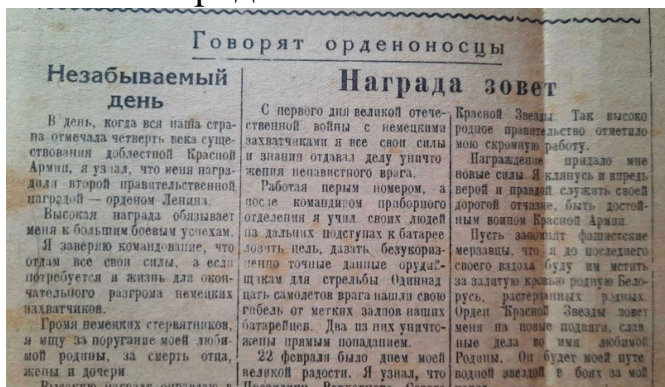 Говорят орденоносцы
Незабываемый
день
В день, когда вся наша стра-
на отмечала четверть века суще-
ствования доблестной Красной
Армии, я узнал, что меня награ-
дили второй правительственной
наградой — орденом Ленина.
Высокая награда обязывает
меня к большим боевым успехам.
Я заверяю командование, что
отдам все свои силы, а если
потребуется и жизнь для окон-
чательного разгрома немецких
захватчиков.
Громя немецких стервятников,
я мщу за поругание моей люби-
мой родины, за смерть отца,
жены и дочери.
Награда зовет
С первого дня великой отече-
ственной войны с немецкими
захватчиками я все свои силы
и знания отдавал делу уничто
жения ненавистного врага.
Работая перым номером, а
после командиром приборного
отделения я учил своих людей
на дальних подступах к батарее
ловить цель, давать безукориз-
ненно точные данные орудий-
щикам для стрельбы Одиннад
цать самолетов врага нашли свою
гибель от метких залпов наших
батарейцев. Два из них уничто-
жены прямым попаданием.
22 февраля было днем моей
великой радости. Я узнал, что
Красной Звезды. Так высоко
родное правительство отметило
мою скромную работу.
Награждение придало мне
новые силы. Я клянусь и впредь
верой и правдой служить своей
дорогой отчизне, быть достой-
ным воином Красной Армии.
Пусть запомнят фашистские
мерзавцы, что я до последнего
своего вздоха буду им мстить
за залитую кровью родную Бело-
русь, растерзанных родных.
Орден Красной Звезды зовет
меня на новые подвиги, слав
ные дела во имя любимой
Родины. Он будет моей путе
водной звездой в боях за мой